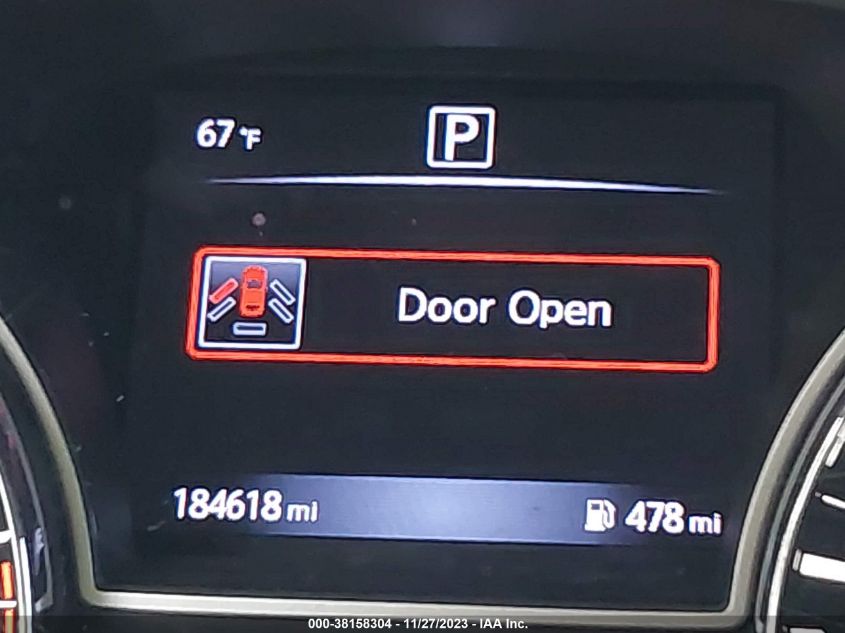 67 °F P
Door Open
184618 mi 478 mi
000-38158304 - 11/27/2023 - IAA Inc.